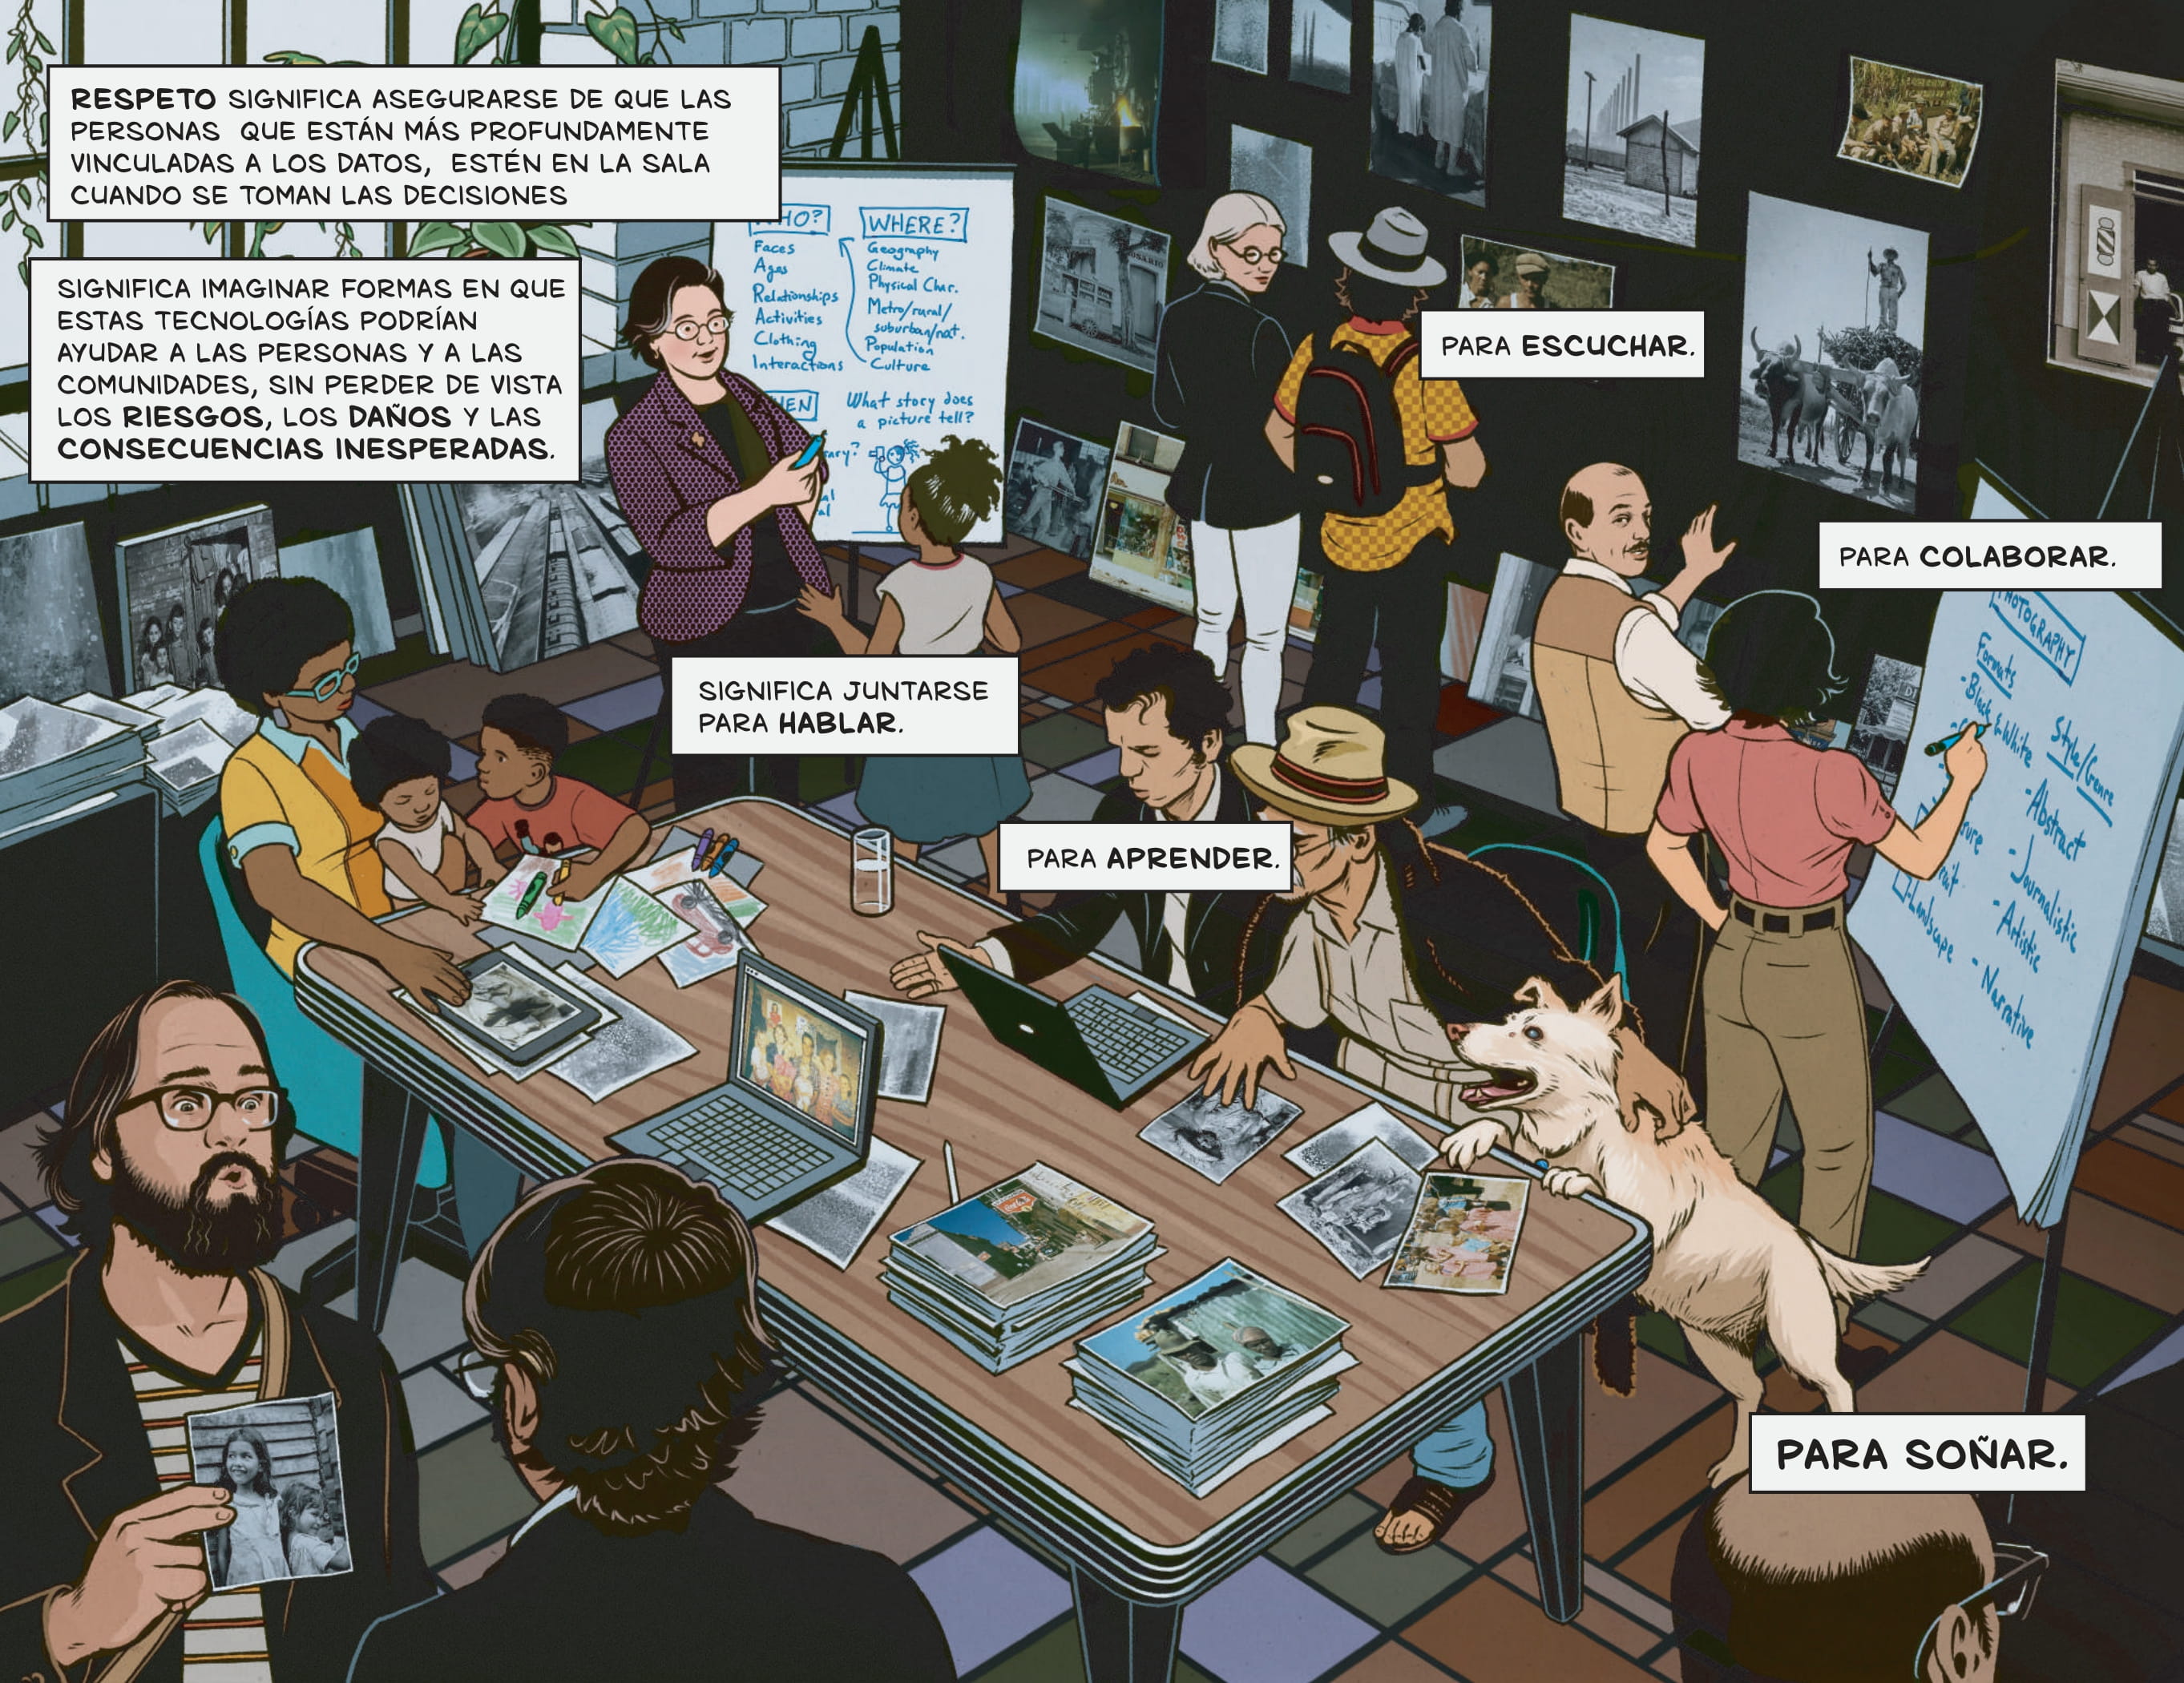 RESPETO SIGNIFICA ASEGURARSE DE QUE LAS
PERSONAS QUE ESTÁN MÁS PROFUNDAMENTE
VINCULADAS A LOS DATOS, ESTÉN EN LA SALA
CUANDO SE TOMAN LAS DECISIONES
SIGNIFICA IMAGINAR FORMAS EN QUE
ESTAS TECNOLOGÍAS PODRÍAN
AYUDAR A LAS PERSONAS Y A LAS
COMUNIDADES, SIN PERDER DE VISTA
LOS RIESGOS, LOS DAÑOS Y LAS
CONSECUENCIAS INESPERADAS.
WHERE?
Faces
Ages
Relationships
Activities
Clothing
Interactions
Geography
Climate
Physical Char.
Metro/rural/
suburban/nat.
Population
Culture
What story does
a picture tell?
PARA ESCUCHAR.
PARA COLABORAR.
SIGNIFICA JUNTARSE
PARA HABLAR.
PARA APRENDER.
Formats
-Black & White
Style/Genre
-Abstract
-Journalistic
-Artistic
-Narrative
-Landscape
PARA SOÑAR.